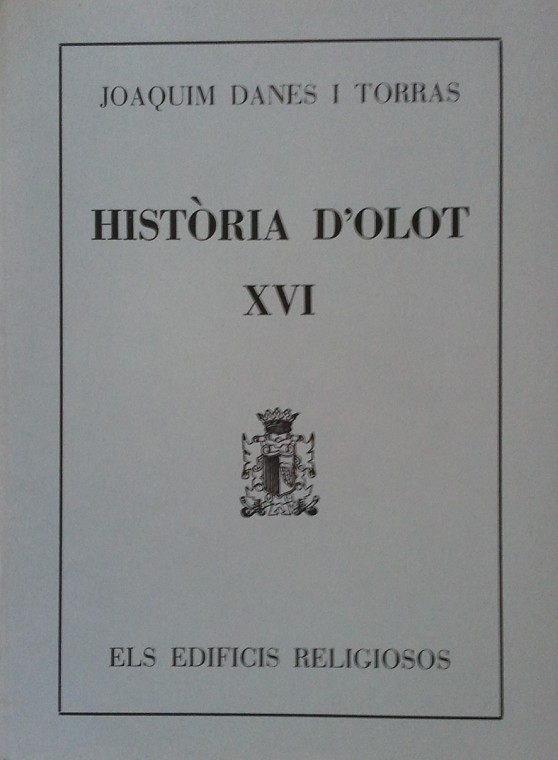 JOAQUIM DANES I TORRAS
HISTÒRIA D'OLOT
XVI
ELS EDIFICIS RELIGIOSOS